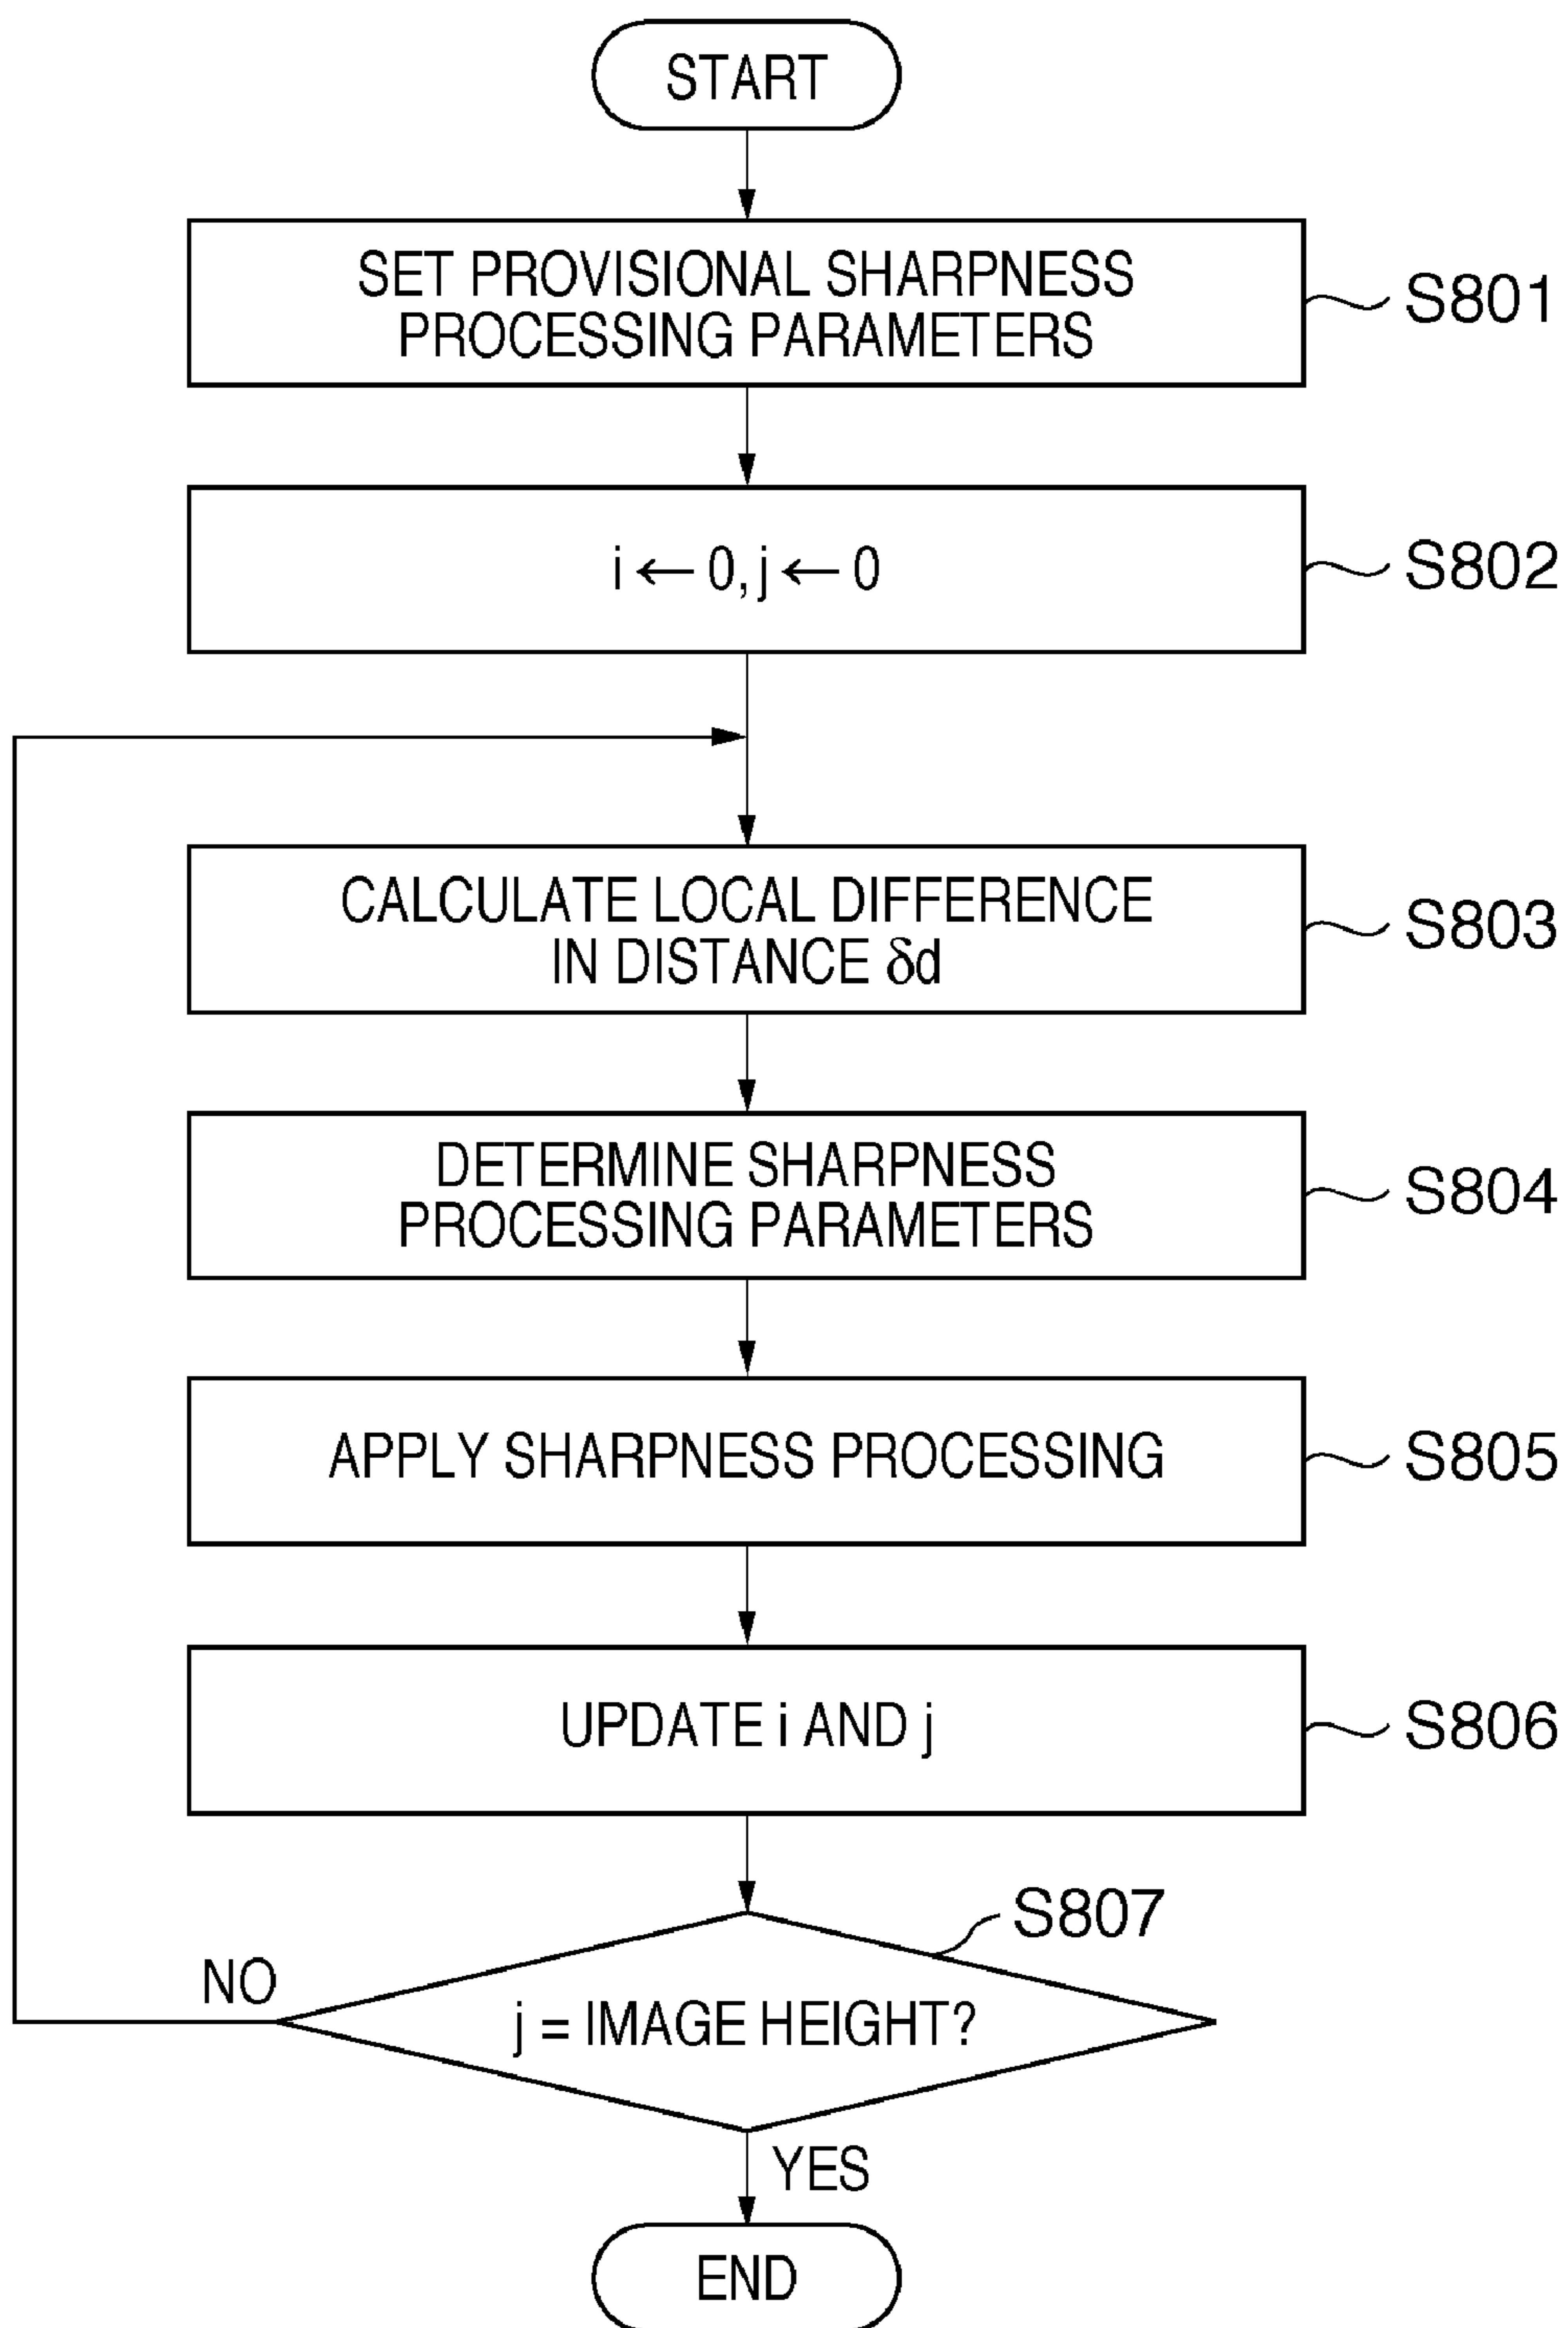 START
SET PROVISIONAL SHARPNESS
PROCESSING PARAMETERS
S801
i ← 0, j ← 0
S802
CALCULATE LOCAL DIFFERENCE
IN DISTANCE δd
S803
DETERMINE SHARPNESS
PROCESSING PARAMETERS
S804
APPLY SHARPNESS PROCESSING
S805
UPDATE i AND j
S806
S807
NO
j = IMAGE HEIGHT?
YES
END